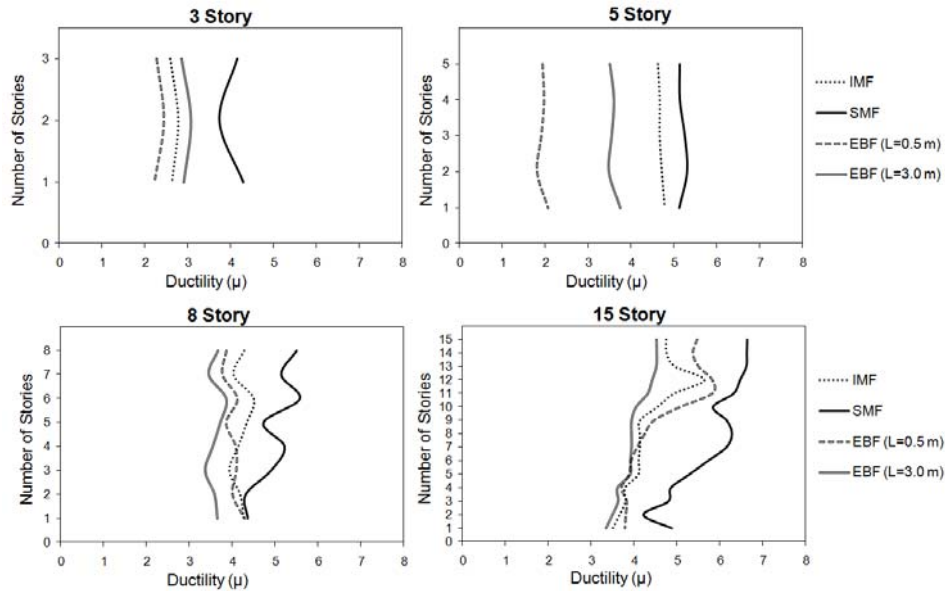 3 Story
Number of Stories
3
2
1
0
0 1 2 3 4 5 6 7 8
Ductility (μ)
5 Story
Number of Stories
5
4
3
2
1
0
0 1 2 3 4 5 6 7 8
Ductility (μ)
IMF
SMF
EBF (L=0.5 m)
EBF (L=3.0 m)
8 Story
Number of Stories
8
7
6
5
4
3
2
1
0
0 1 2 3 4 5 6 7 8
Ductility (μ)
15 Story
Number of Stories
15
14
13
12
11
10
9
8
7
6
5
4
3
2
1
0
0 1 2 3 4 5 6 7 8
Ductility (μ)
IMF
SMF
EBF (L=0.5 m)
EBF (L=3.0 m)